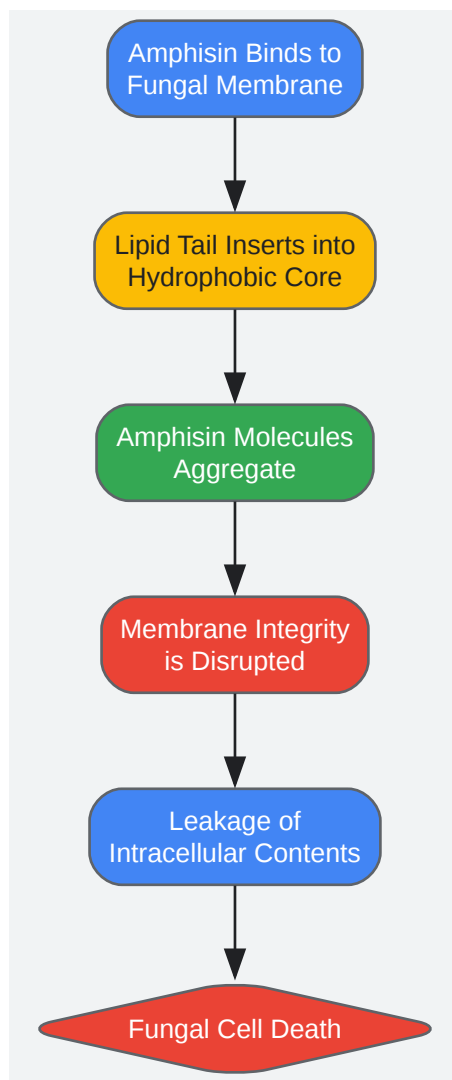 Amphisin Binds to
Fungal Membrane
Lipid Tail Inserts into
Hydrophobic Core
Amphisin Molecules
Aggregate
Membrane Integrity
is Disrupted
Leakage of
Intracellular Contents
Fungal Cell Death